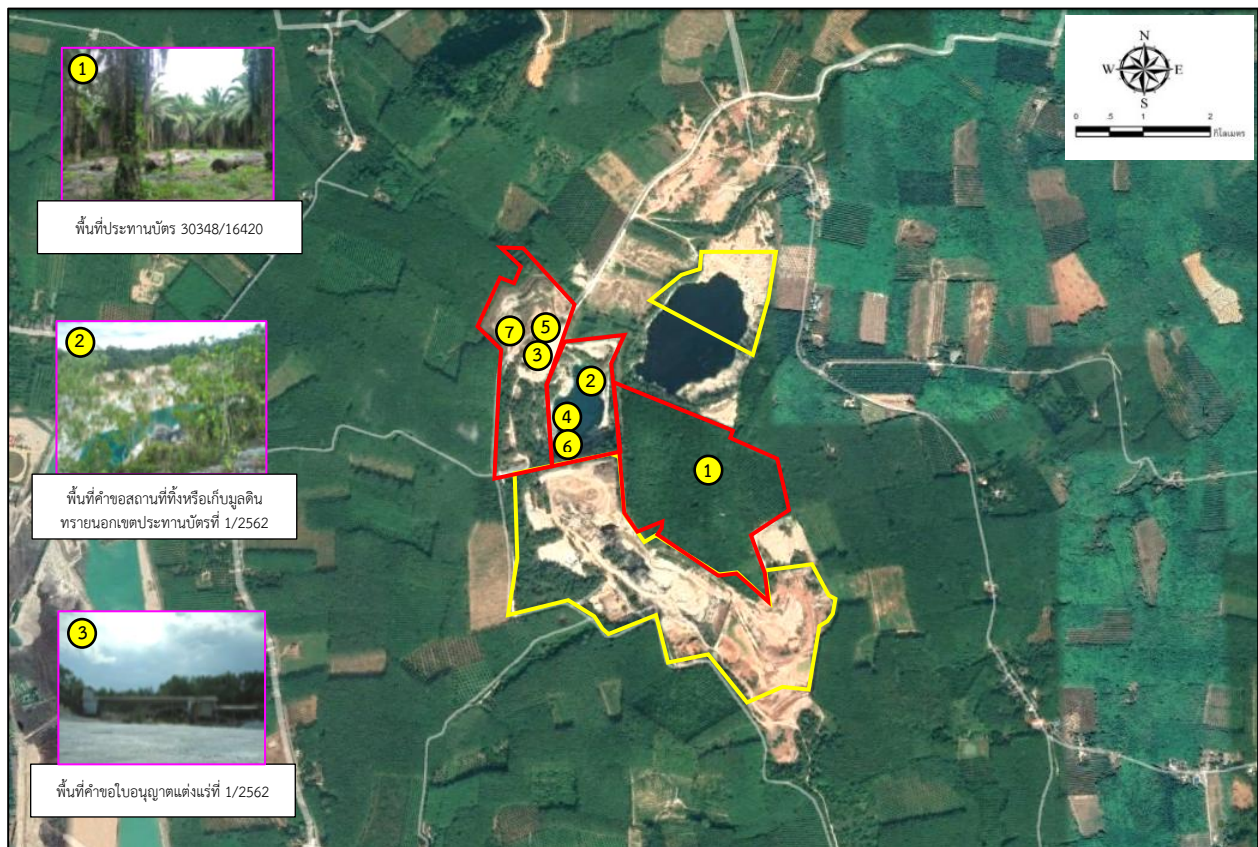 1
พื้นที่ประทานบัตร 30348/16420
2
พื้นที่คำขอสถานที่ทิ้งหรือเก็บมูลดิน
ทรายนอกเขตประทานบัตรที่ 1/2562
3
พื้นที่คำขอใบอนุญาตแต่งแร่ที่ 1/2562
N
W E
S
0 .5 1 2
กิโลเมตร
7
5
3
2
4
6
1